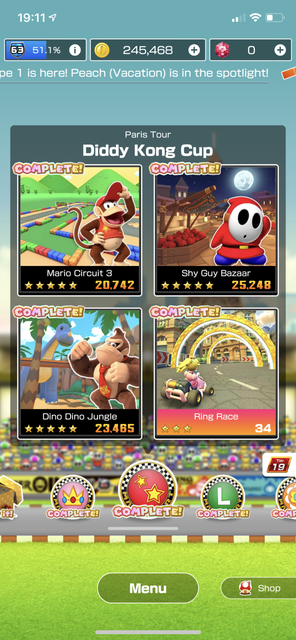 19:11
63 51.1% i 245,468 + 0 +
pe 1 is here! Peach (Vacation) is in the spotlight!
Paris Tour
Diddy Kong Cup
COMPLETE! COMPLETE!
Mario Circuit 3 Shy Guy Bazaar
20,742 25,248
COMPLETE! COMPLETE!
Dino Dino Jungle Ring Race
23,465 34
19
L
it! COMPLETE! COMPLETE! COMPLETE!
Menu Shop